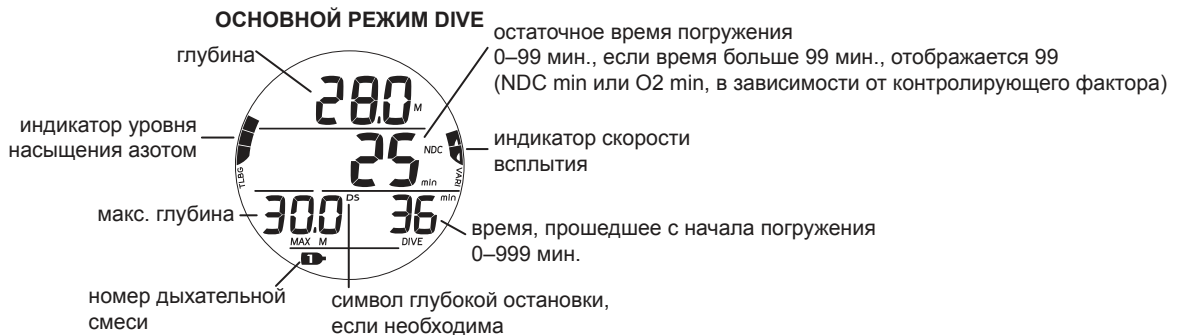 ОСНОВНОЙ РЕЖИМ DIVE
остаточное время погружения
0–99 мин., если время больше 99 мин., отображается 99
(NDC min или O2 min, в зависимости от контролирующего фактора)
глубина
28.0 M
индикатор уровня
насыщения азотом
TLBG
25 NDC min
VARI
индикатор скорости
всплытия
макс. глубина
30.0 DS 36 min
MAX M DIVE
время, прошедшее с начала погружения
0–999 мин.
1
номер дыхательной
смеси
символ глубокой остановки,
если необходима